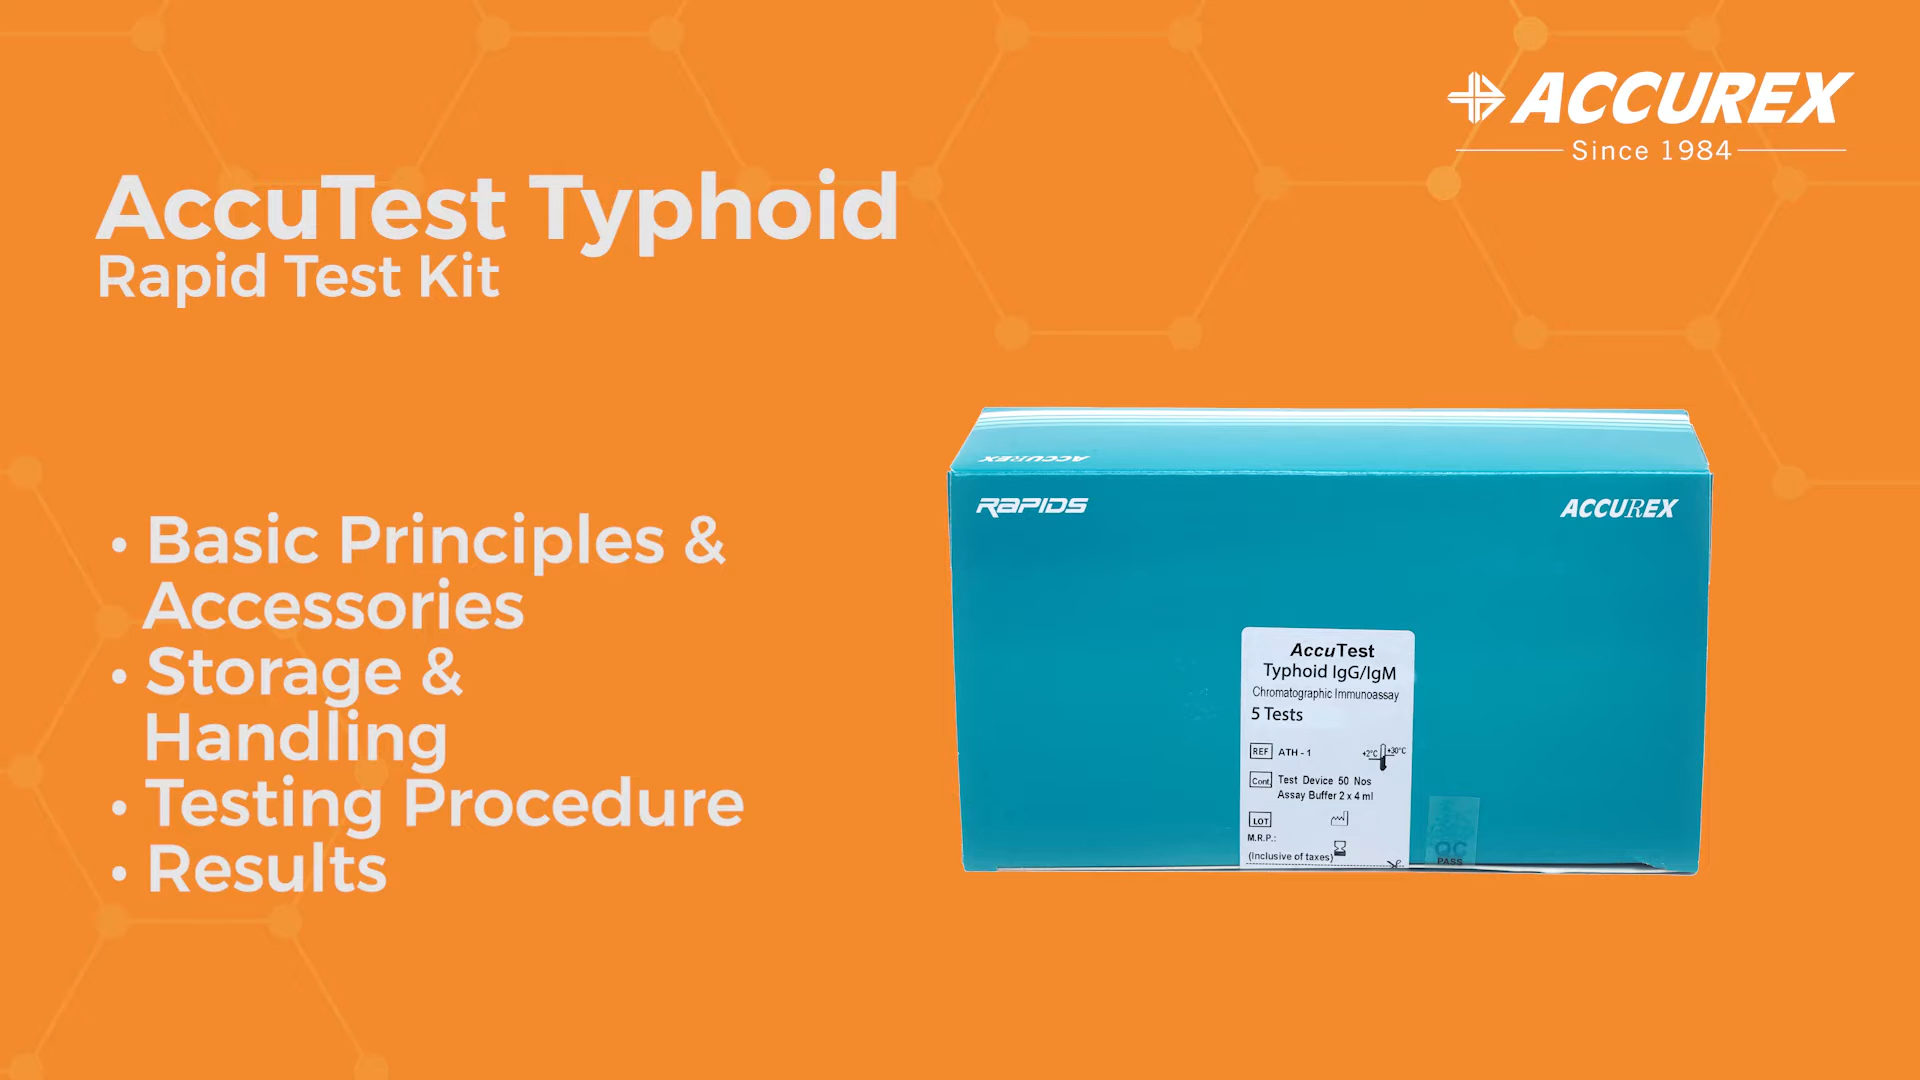 ACCUREX
Since 1984
AccuTest Typhoid
Rapid Test Kit
• Basic Principles &
Accessories
• Storage &
Handling
• Testing Procedure
• Results
ACCUREX
RAPIDS
ACCUREX
AccuTest
Typhoid IgG/IgM
Chromatographic Immunoassay
5 Tests
REF ATH - 1
+2°C +30°C
Cont. Test Device 50 Nos
Assay Buffer 2 x 4 ml
LOT
M.R.P.:
(Inclusive of taxes)
QC
PASS